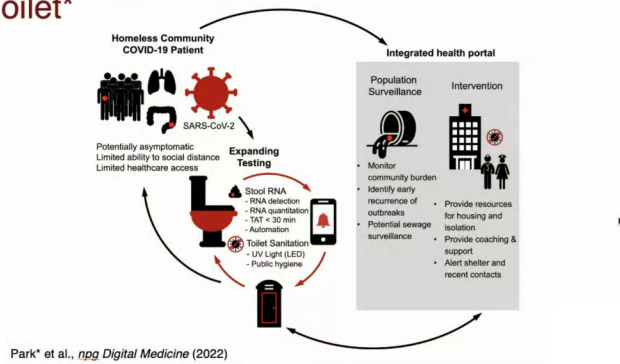 oilet*
Homeless Community
COVID-19 Patient
SARS-CoV-2
Potentially asymptomatic
Limited ability to social distance
Limited healthcare access
Expanding
Testing
Stool RNA
- RNA detection
- RNA quantitation
- TAT < 30 min
- Automation
Toilet Sanitation
- UV Light (LED)
- Public hygiene
Integrated health portal
Population
Surveillance
• Monitor
community burden
• Identify early
recurrence of
outbreaks
• Potential sewage
surveillance
Intervention
• Provide resources
for housing and
isolation
• Provide coaching &
support
• Alert shelter and
recent contacts
Park* et al., npg Digital Medicine (2022)